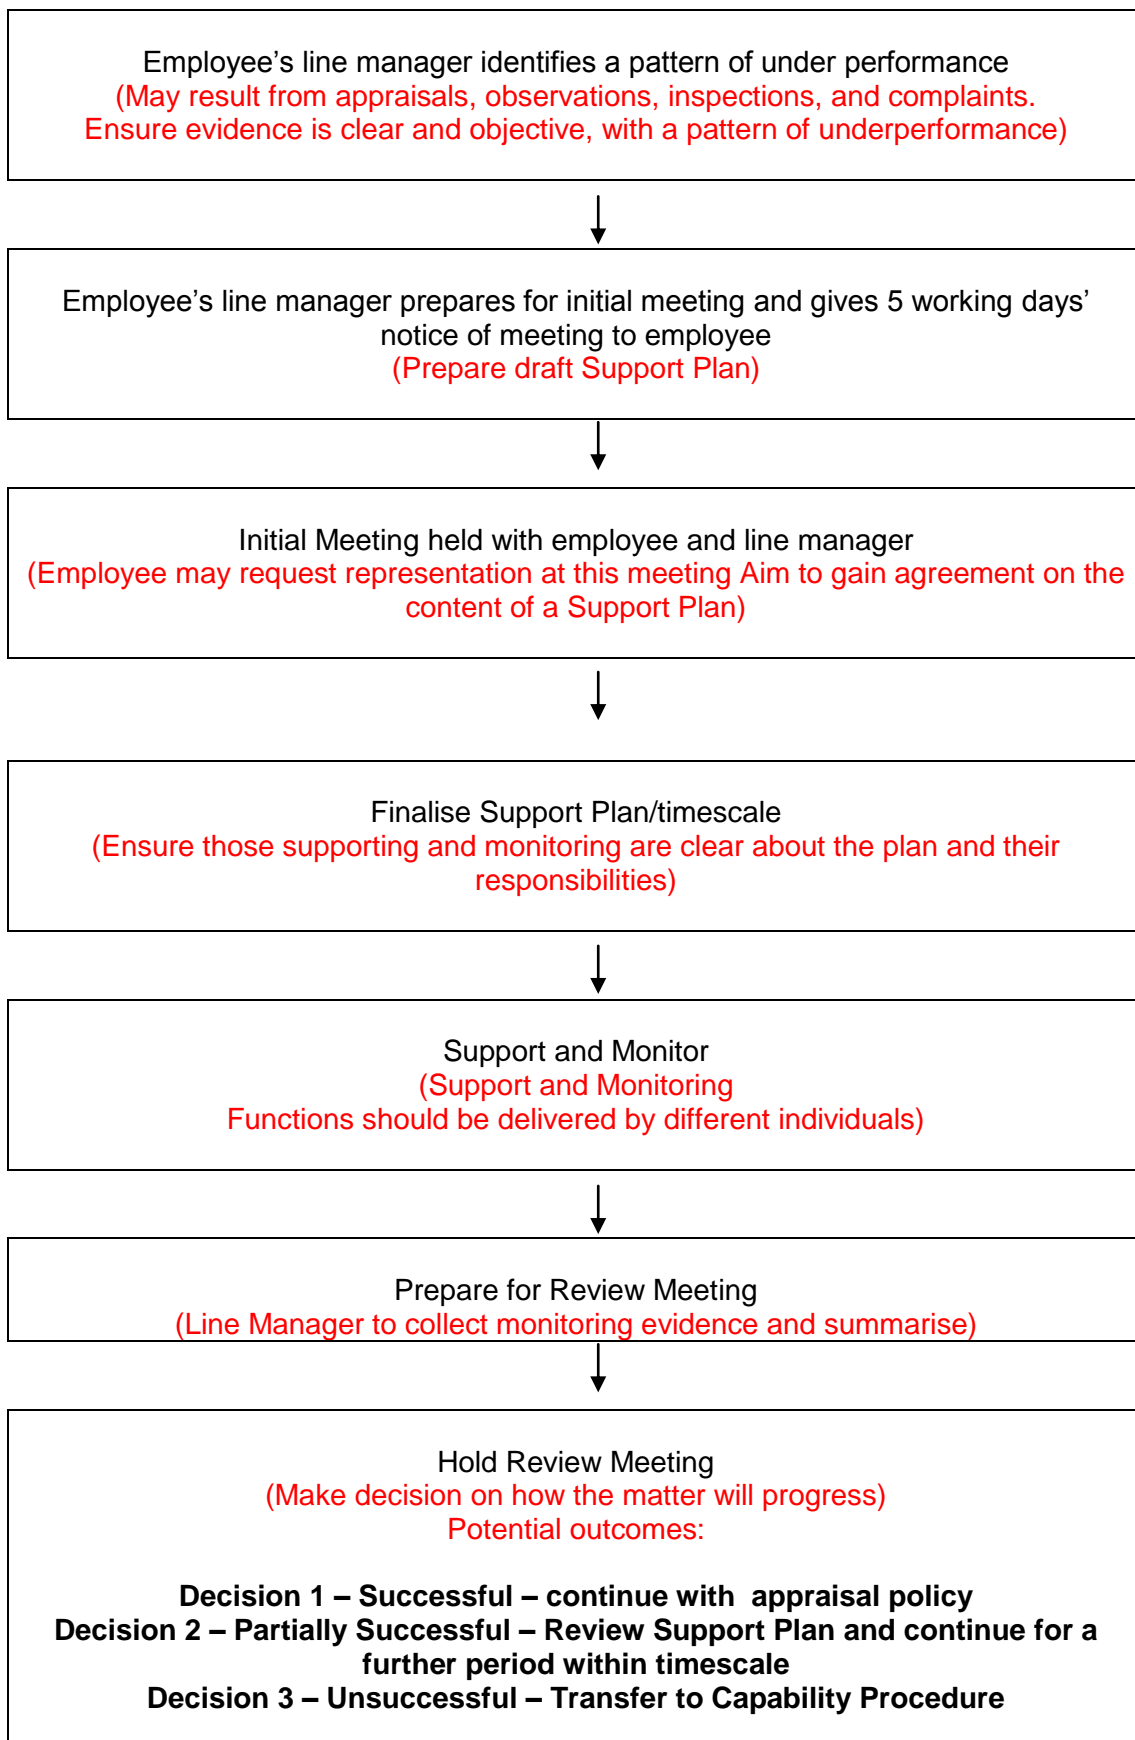 Employee's line manager identifies a pattern of under performance
(May result from appraisals, observations, inspections, and complaints.
Ensure evidence is clear and objective, with a pattern of underperformance)
Employee's line manager prepares for initial meeting and gives 5 working days'
notice of meeting to employee
(Prepare draft Support Plan)
Initial Meeting held with employee and line manager
(Employee may request representation at this meeting Aim to gain agreement on the
content of a Support Plan)
Finalise Support Plan/timescale
(Ensure those supporting and monitoring are clear about the plan and their
responsibilities)
Support and Monitor
(Support and Monitoring
Functions should be delivered by different individuals)
Prepare for Review Meeting
(Line Manager to collect monitoring evidence and summarise)
Hold Review Meeting
(Make decision on how the matter will progress)
Potential outcomes:
Decision 1 – Successful – continue with appraisal policy
Decision 2 – Partially Successful – Review Support Plan and continue for a
further period within timescale
Decision 3 – Unsuccessful – Transfer to Capability Procedure